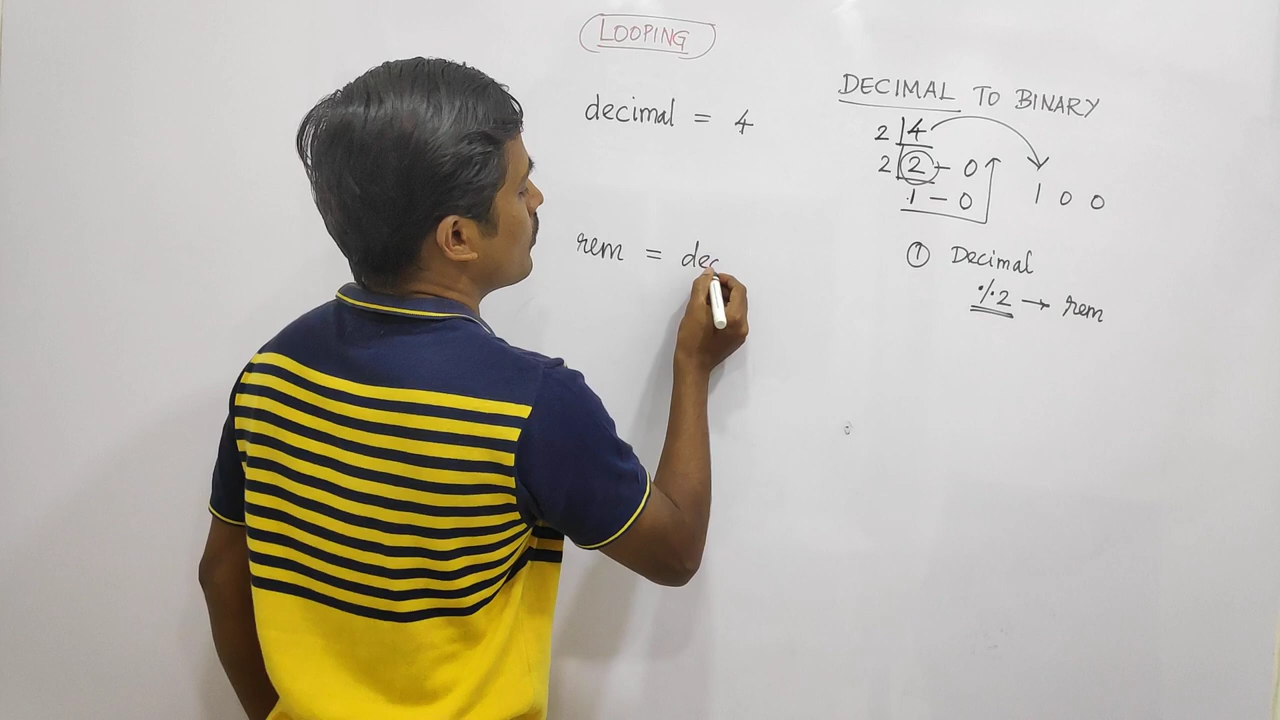 LOOPING
decimal = 4
rem = dec
DECIMAL TO BINARY
2 4
2 2 - 0
1 - 0
1 0 0
① Decimal
%2 → rem